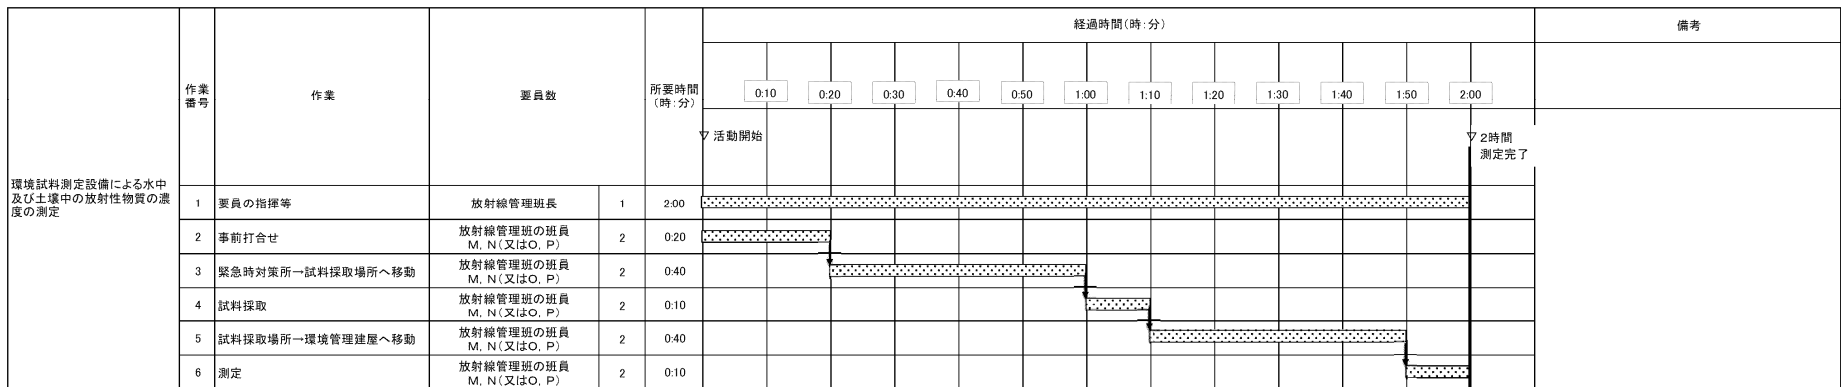 経過時間(時:分)
備考
作業
番号
作業
要員数
所要時間
(時:分)
0:10
0:20
0:30
0:40
0:50
1:00
1:10
1:20
1:30
1:40
1:50
2:00
▽ 活動開始
▽ 2時間
測定完了
環境試料測定設備による水中
及び土壌中の放射性物質の濃
度の測定
1 要員の指揮等 放射線管理班長 1 2:00
2 事前打合せ 放射線管理班の班員
M, N(又はO, P) 2 0:20
3 緊急時対策所→試料採取場所へ移動 放射線管理班の班員
M, N(又はO, P) 2 0:40
4 試料採取 放射線管理班の班員
M, N(又はO, P) 2 0:10
5 試料採取場所→環境管理建屋へ移動 放射線管理班の班員
M, N(又はO, P) 2 0:40
6 測定 放射線管理班の班員
M, N(又はO, P) 2 0:10